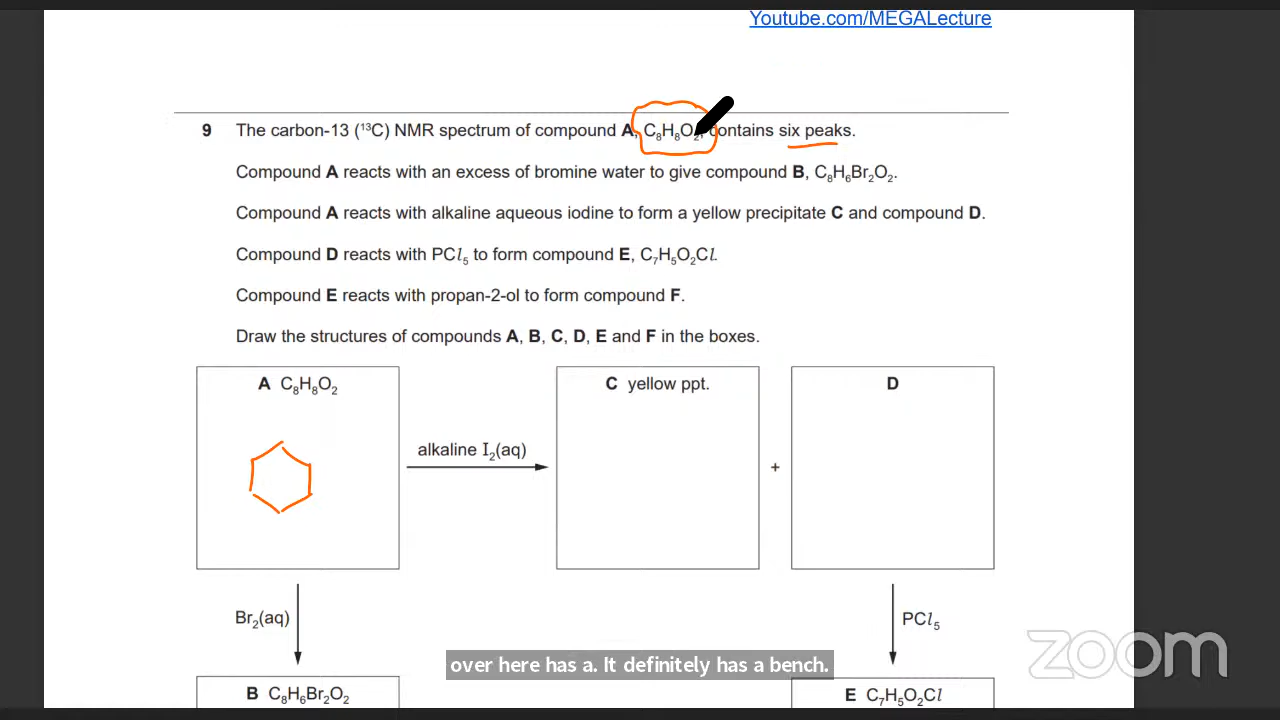 Youtube.com/MEGALecture
9 The carbon-13 (¹³C) NMR spectrum of compound A, C₈H₈O₂, contains six peaks.
Compound A reacts with an excess of bromine water to give compound B, C₈H₆Br₂O₂.
Compound A reacts with alkaline aqueous iodine to form a yellow precipitate C and compound D.
Compound D reacts with PCl₅ to form compound E, C₇H₅O₂Cl.
Compound E reacts with propan-2-ol to form compound F.
Draw the structures of compounds A, B, C, D, E and F in the boxes.
A C₈H₈O₂
C yellow ppt.
D
alkaline I₂(aq)
+
Br₂(aq)
PCl₅
zoom
over here has a. It definitely has a bench.
B C₈H₆Br₂O₂
E C₇H₅O₂Cl